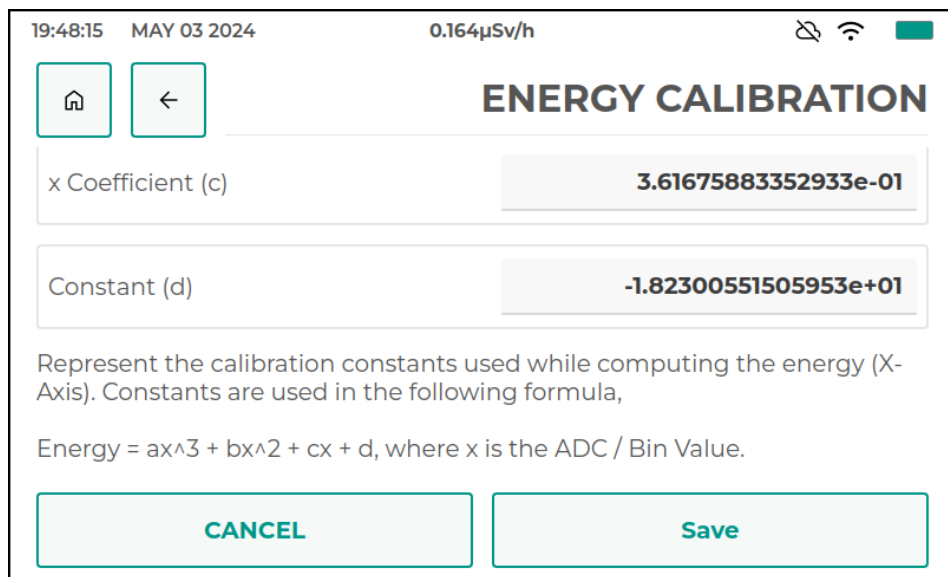 19:48:15 MAY 03 2024 0.164µSv/h
ENERGY CALIBRATION
x Coefficient (c) 3.61675883352933e-01
Constant (d) -1.82300551505953e+01
Represent the calibration constants used while computing the energy (X-
Axis). Constants are used in the following formula,
Energy = ax^3 + bx^2 + cx + d, where x is the ADC / Bin Value.
CANCEL Save